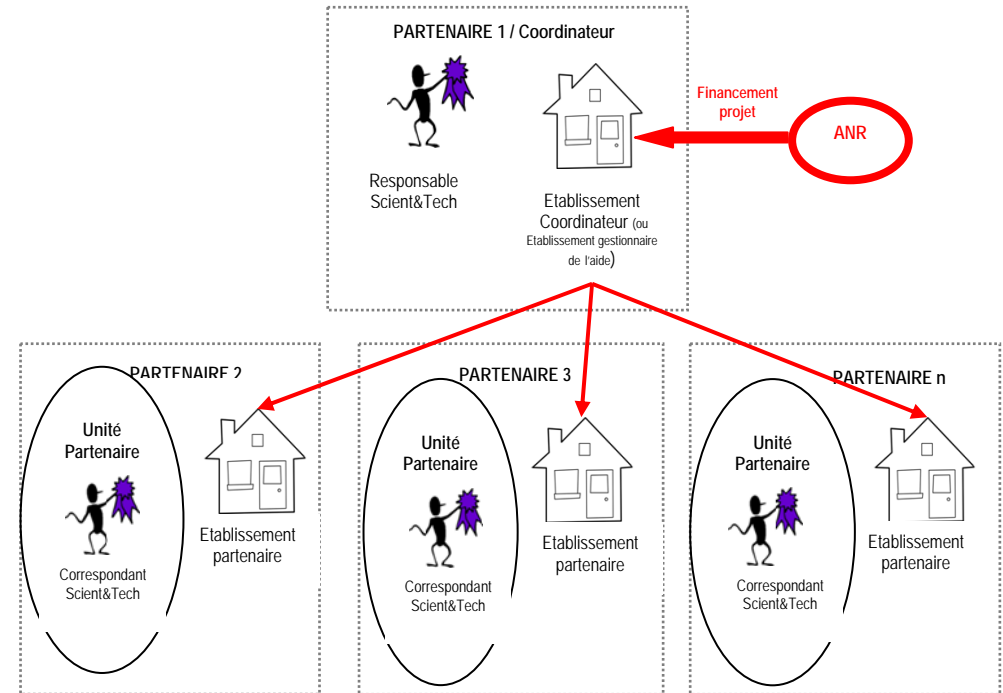 PARTENAIRE 1 / Coordinateur
Financement
projet
ANR
Responsable
Scient&Tech
Etablissement
Coordinateur (ou
Etablissement gestionnaire
de l'aide)
PARTENAIRE 2
Unité
Partenaire
Correspondant
Scient&Tech
Etablissement
partenaire
PARTENAIRE 3
Unité
Partenaire
Correspondant
Scient&Tech
Etablissement
partenaire
PARTENAIRE n
Unité
Partenaire
Correspondant
Scient&Tech
Etablissement
partenaire